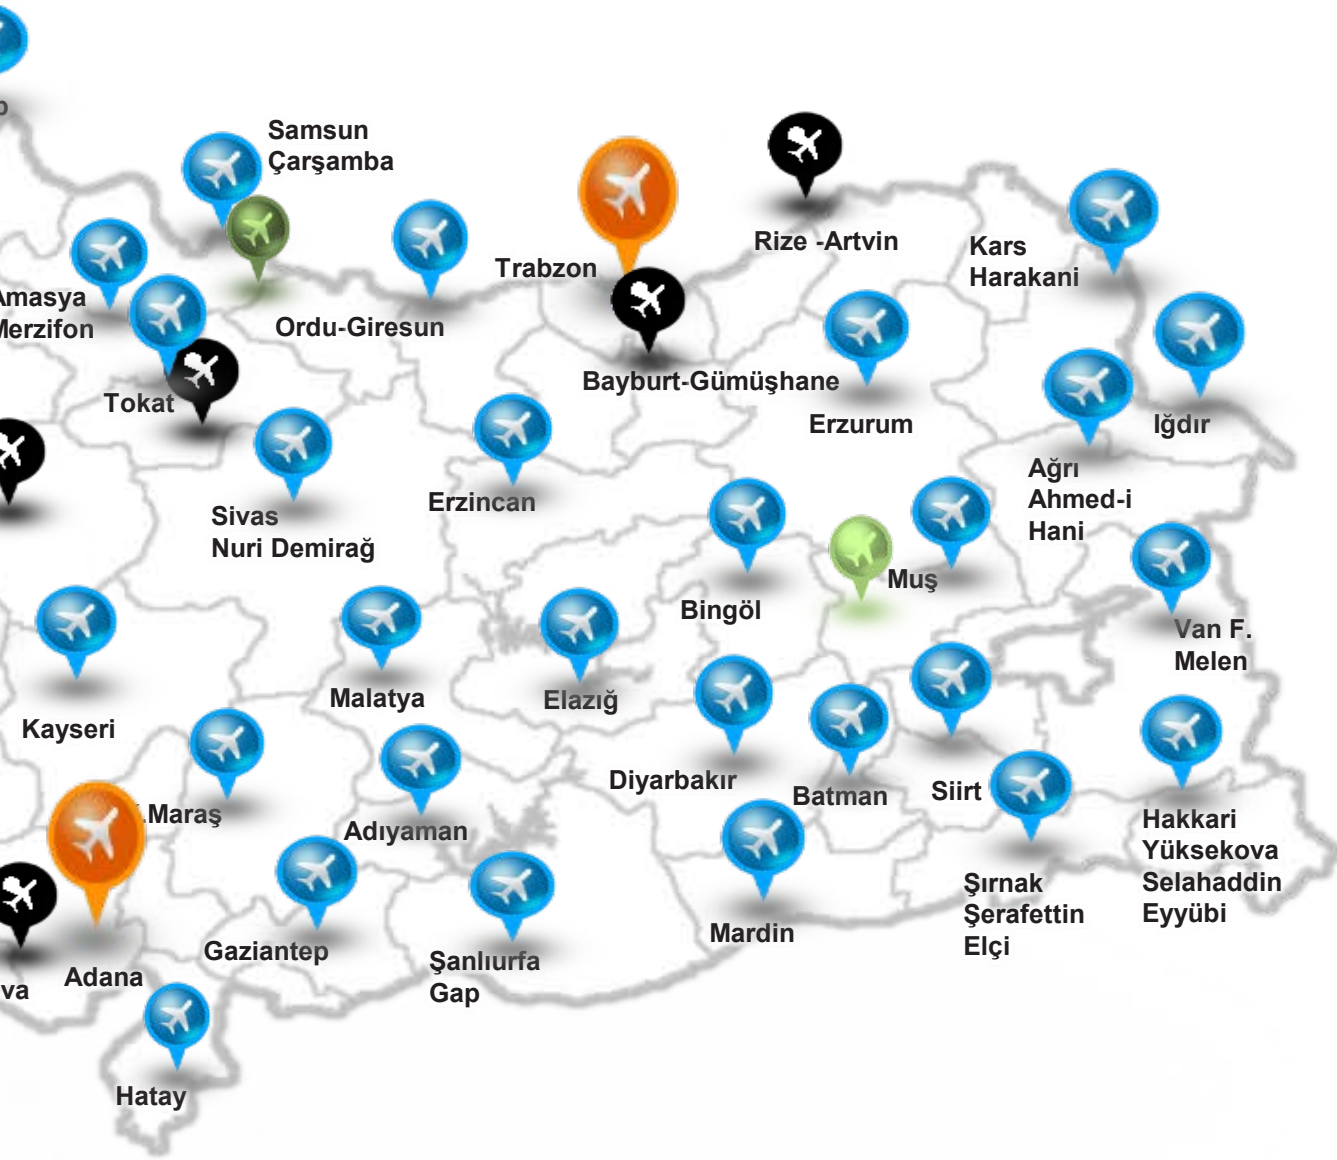 Samsun
Çarşamba
Rize -Artvin
Kars
Harakani
Trabzon
Amasya
Merzifon
Ordu-Giresun
Bayburt-Gümüşhane
Tokat
Erzurum
Iğdır
Ağrı
Ahmed-i
Hani
Erzincan
Sivas
Nuri Demirağ
Muş
Bingöl
Van F.
Melen
Malatya
Elazığ
Kayseri
Diyarbakır
Batman
Siirt
.Maraş
Adıyaman
Hakkari
Yüksekova
Selahaddin
Eyyübi
Şırnak
Şerafettin
Elçi
Mardin
Gaziantep
Şanlıurfa
Gap
Adana
va
Hatay